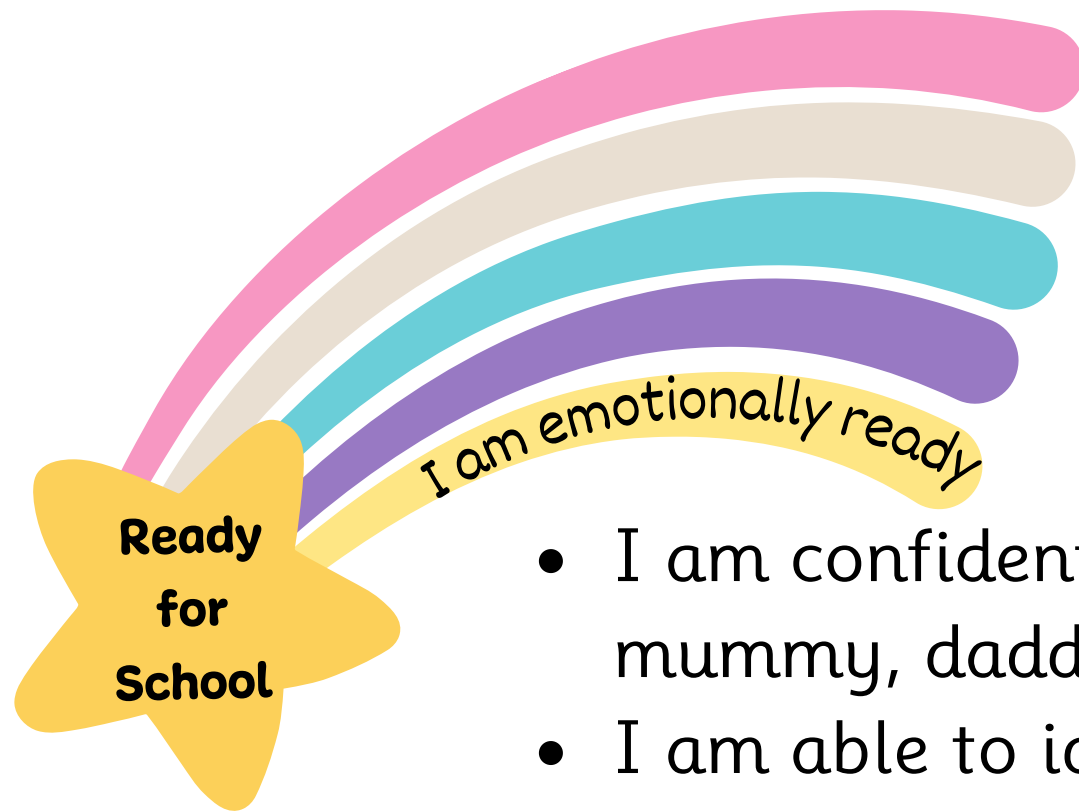 I am emotionally ready
Ready
for
School
• I am confident
mummy,
• I am able to